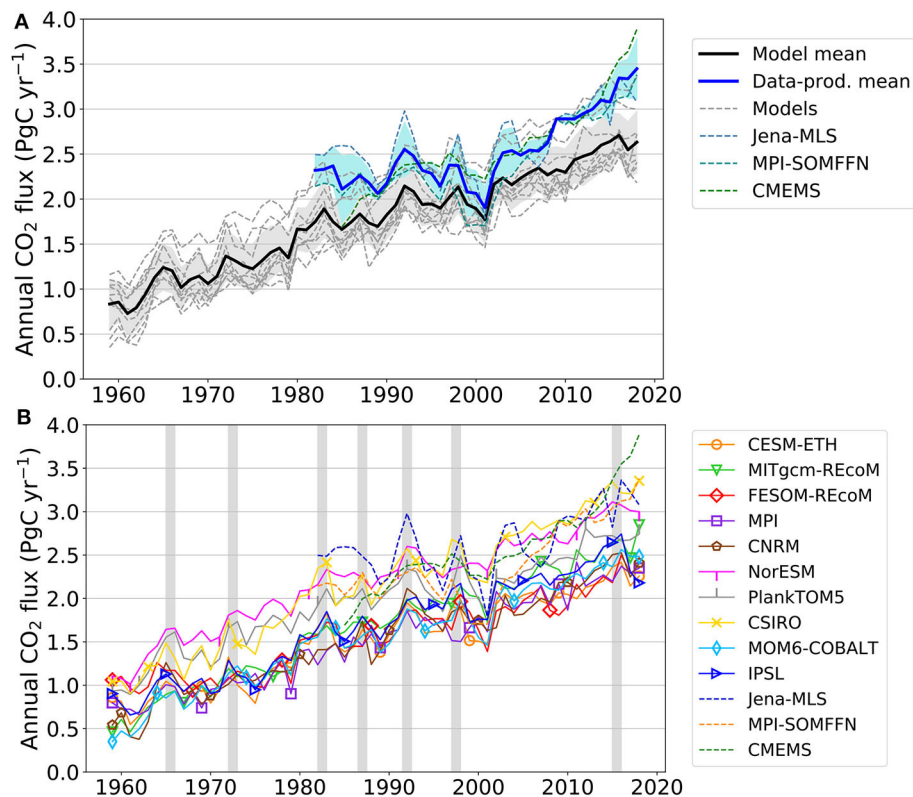 A
Annual CO₂ flux (PgC yr⁻¹)
4.0
3.5
3.0
2.5
2.0
1.5
1.0
0.5
0.0
1960 1970 1980 1990 2000 2010 2020
Model mean
Data-prod. mean
Models
Jena-MLS
MPI-SOMFFN
CMEMS
B
Annual CO₂ flux (PgC yr⁻¹)
4.0
3.5
3.0
2.5
2.0
1.5
1.0
0.5
0.0
1960 1970 1980 1990 2000 2010 2020
CESM-ETH
MITgcm-REcoM
FESOM-REcoM
MPI
CNRM
NorESM
PlankTOM5
CSIRO
MOM6-COBALT
IPSL
Jena-MLS
MPI-SOMFFN
CMEMS